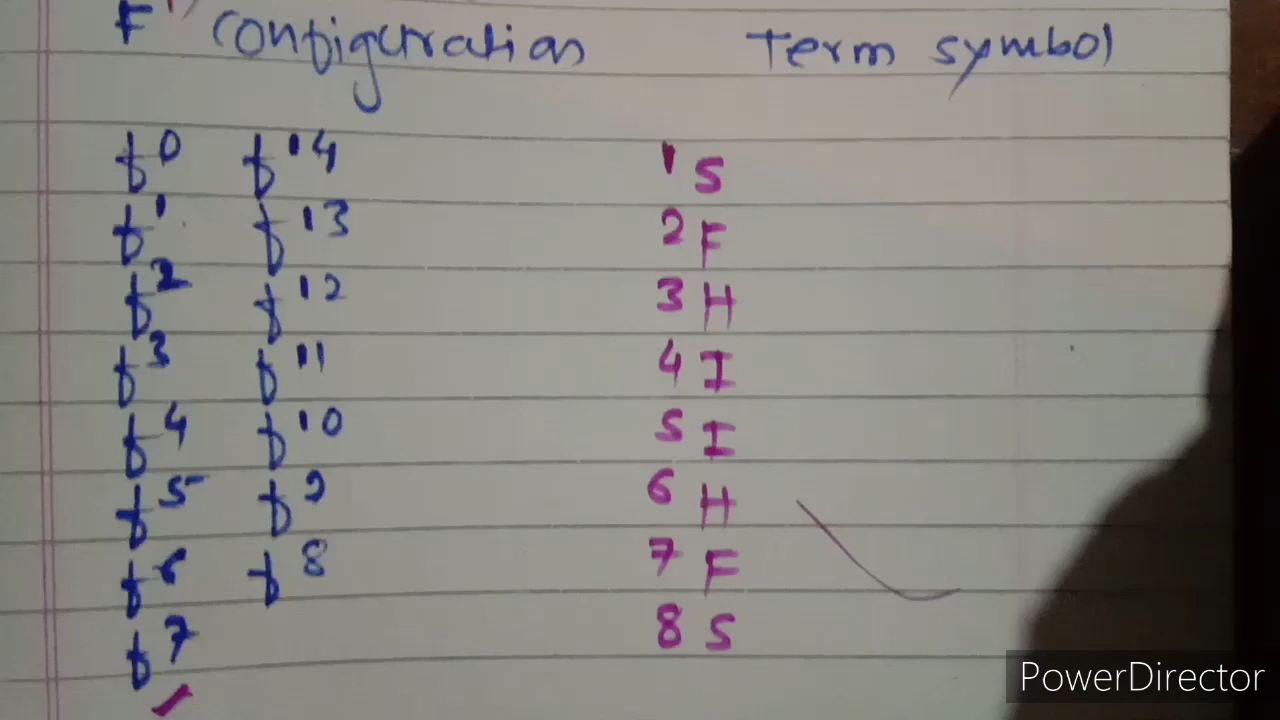 F configuration Term symbol
f⁰ f¹⁴ ¹S
f¹ f¹³ ²F
f² f¹² ³H
f³ f¹¹ ⁴I
f⁴ f¹⁰ ⁵I
f⁵ f⁹ ⁶H
f⁶ f⁸ ⁷F
f⁷ ⁸S
PowerDirector